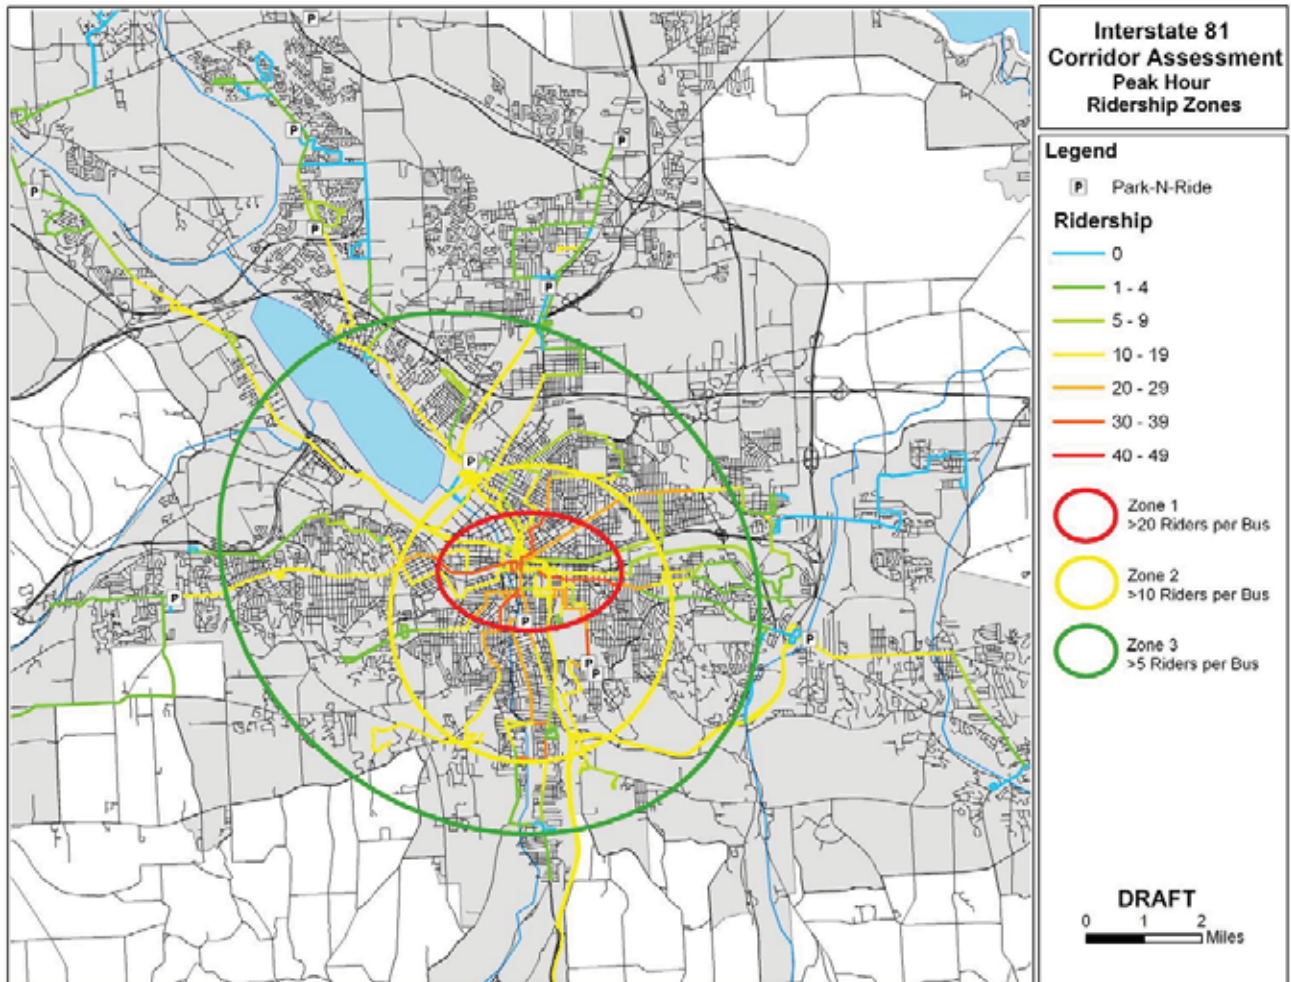 P
P
P
P
P
P
P
P
P
P
P
P
P
Interstate 81
Corridor Assessment
Peak Hour
Ridership Zones
Legend
P Park-N-Ride
Ridership
0
1 - 4
5 - 9
10 - 19
20 - 29
30 - 39
40 - 49
Zone 1
>20 Riders per Bus
Zone 2
>10 Riders per Bus
Zone 3
>5 Riders per Bus
DRAFT
0 1 2
Miles